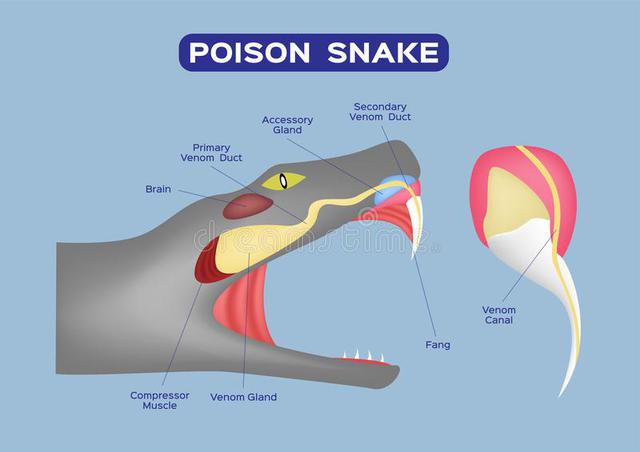 POISON SNAKE
Secondary
Venom Duct
Accessory
Gland
Primary
Venom Duct
Brain
dreamstime
Venom
Canal
Fang
Compressor
Muscle
Venom Gland